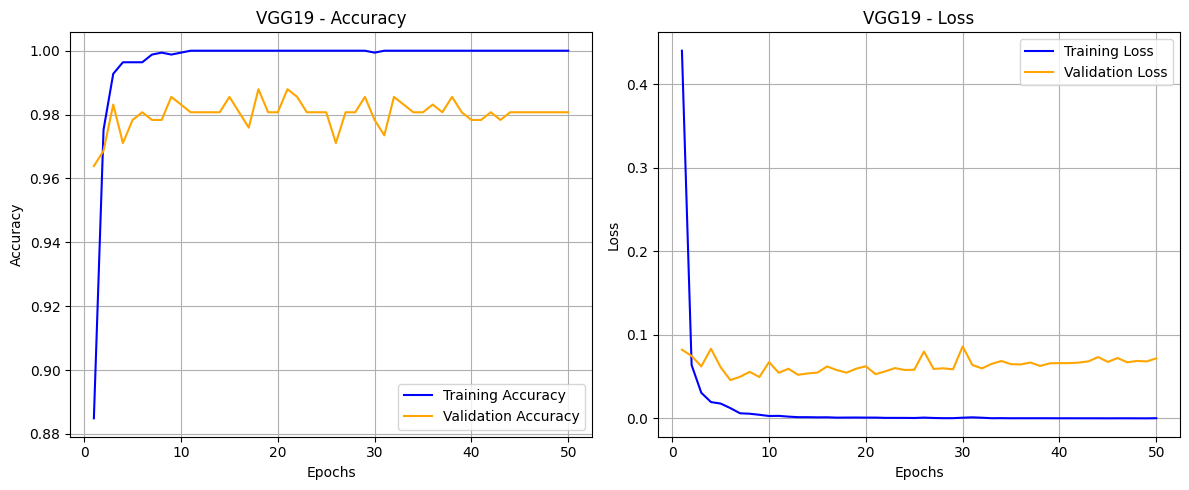 VGG19 - Accuracy
1.00
0.98
0.96
0.94
0.92
0.90
0.88
Accuracy
0
10
20
30
40
50
Epochs
Training Accuracy
Validation Accuracy
VGG19 - Loss
0.4
0.3
0.2
0.1
0.0
Loss
0
10
20
30
40
50
Epochs
Training Loss
Validation Loss